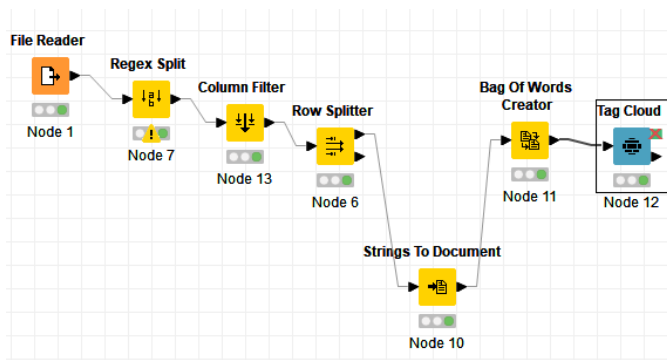 File Reader
Node 1
Regex Split
Node 7
Column Filter
Node 13
Row Splitter
Node 6
Strings To Document
Node 10
Bag Of Words
Creator
Node 11
Tag Cloud
Node 12